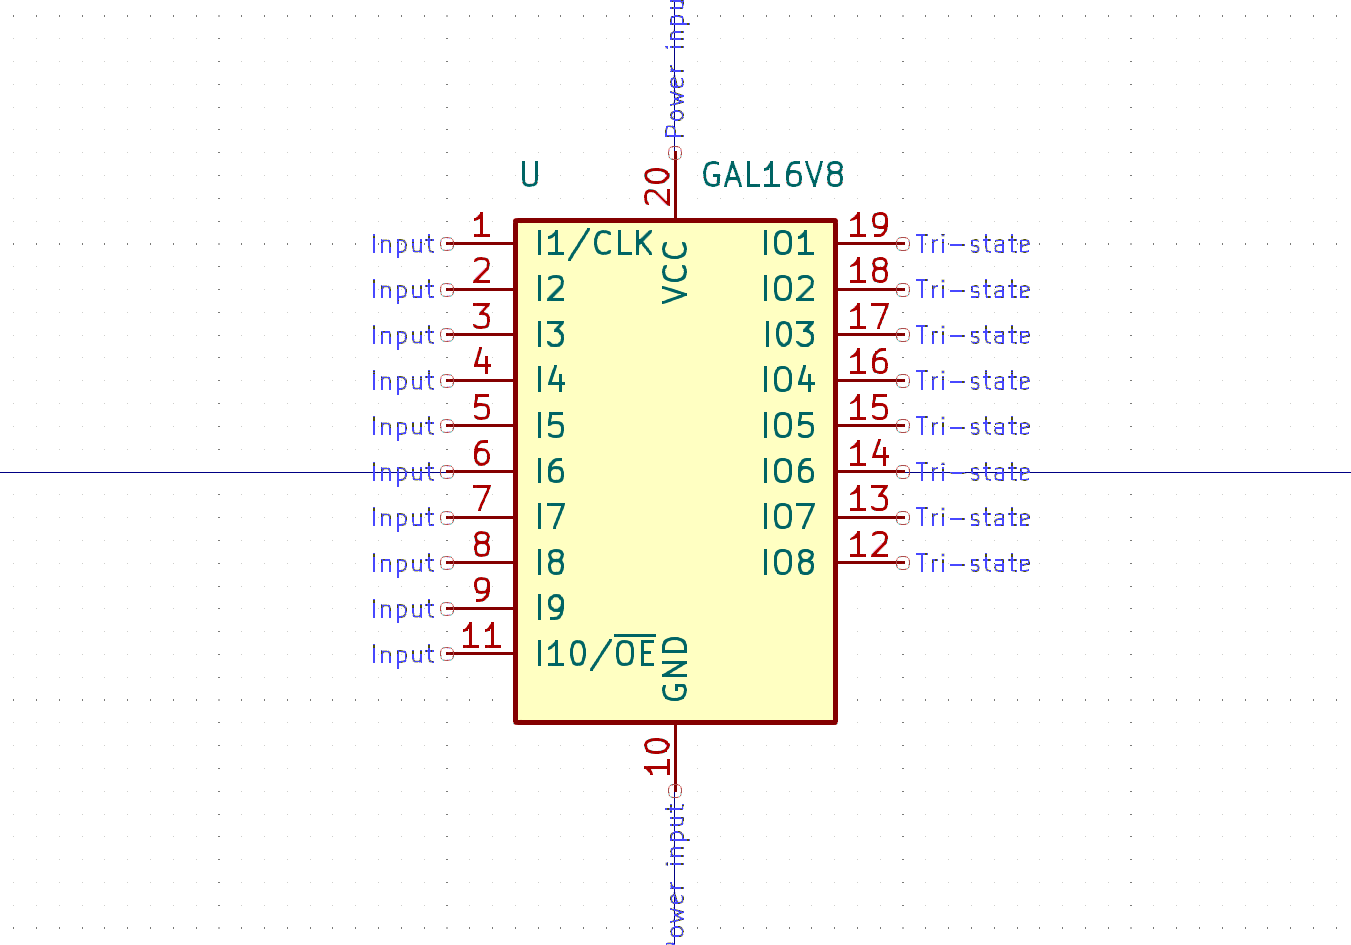 Power inpu
U GAL16V8
20
1 19
Input I1/CLK VCC IO1 Tri-state
2 18
Input I2 IO2 Tri-state
3 17
Input I3 IO3 Tri-state
4 16
Input I4 IO4 Tri-state
5 15
Input I5 IO5 Tri-state
6 14
Input I6 IO6 Tri-state
7 13
Input I7 IO7 Tri-state
8 12
Input I8 IO8 Tri-state
9
Input I9
11
Input I10/O̅E̅ GND
10
ower input